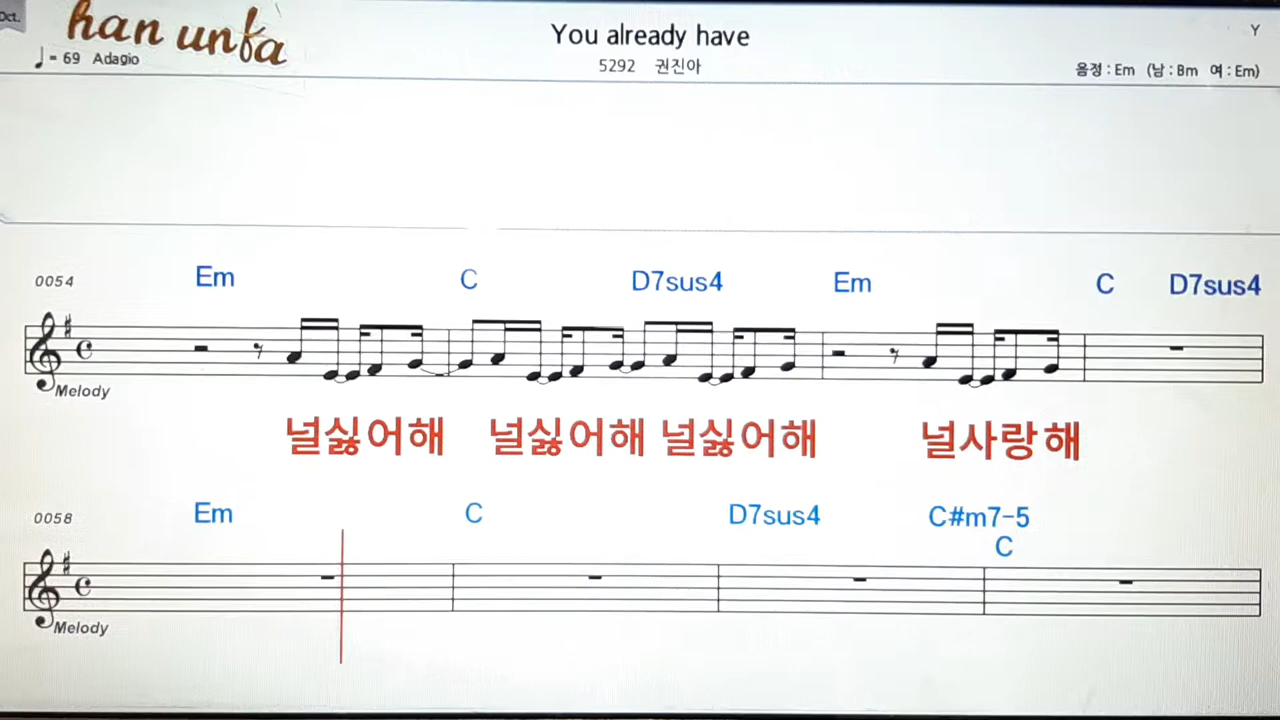 Oct.
han unfa
You already have
Y
♩= 69 Adagio
5292 권진아
음정 : Em (남 : Bm 여 : Em)
0054
Em C D7sus4 Em C D7sus4
Melody
널싫어해 널싫어해 널싫어해 널사랑해
0058
Em C D7sus4 C#m7-5
C
Melody